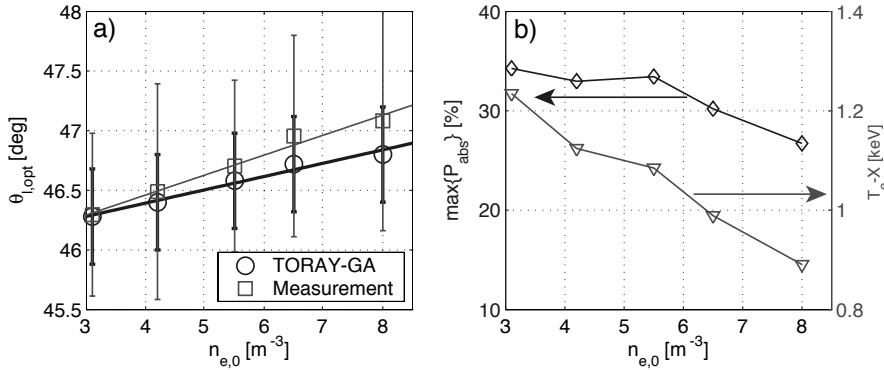 a)
48
47.5
47
46.5
46
45.5
θl,opt [deg]
3 4 5 6 7 8
ne,0 [m-3]
TORAY-GA
Measurement
b)
40
30
20
10
max{Pabs} [%]
3 4 5 6 7 8
ne,0 [m-3]
1.4
1.2
1
0.8
Te-X [keV]